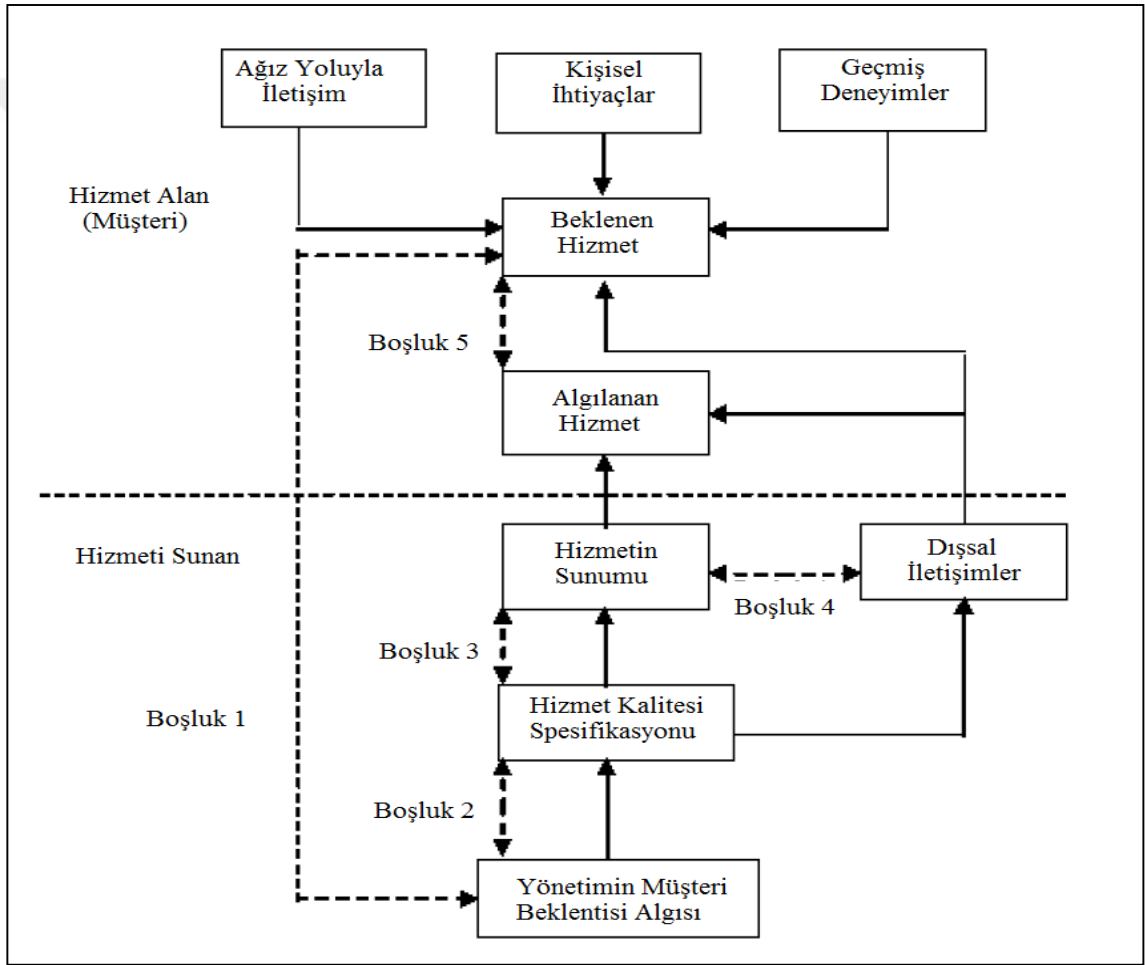 Ağız Yoluyla
İletişim
Kişisel
İhtiyaçlar
Geçmiş
Deneyimler
Hizmet Alan
(Müşteri)
Beklenen
Hizmet
Boşluk 5
Algılanan
Hizmet
Hizmeti Sunan
Hizmetin
Sunumu
Dışsal
İletişimler
Boşluk 4
Boşluk 3
Hizmet Kalitesi
Spesifikasyonu
Boşluk 1
Boşluk 2
Yönetimin Müşteri
Beklentisi Algısı